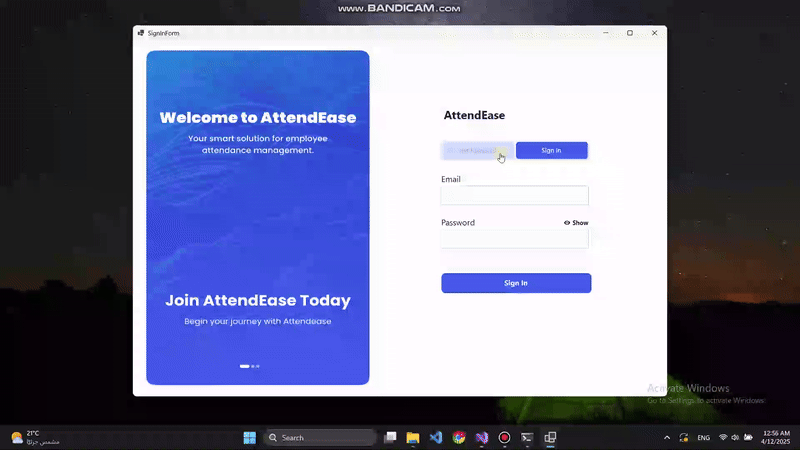 WWW.BANDICAM.COM
SignInForm
Welcome to AttendEase
Your smart solution for employee
attendance management.
Join AttendEase Today
Begin your journey with Attendease
AttendEase
Sign in
Email
Password
Show
Sign In
Activate Windows
Go to Settings to activate Windows.
21°C
مشمس جزئيًا
Search
ENG
12:56 AM
4/12/2025